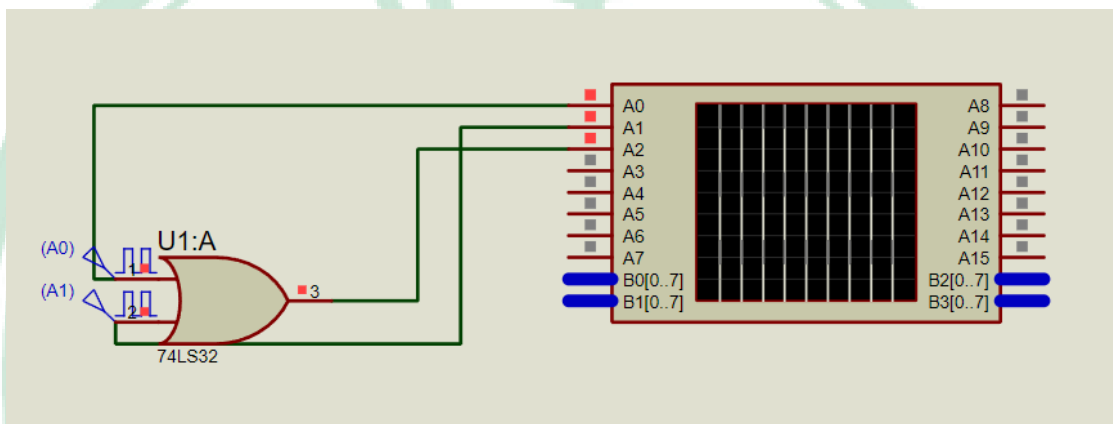 A0 A8
A1 A9
A2 A10
A3 A11
A4 A12
A5 A13
A6 A14
A7 A15
B0[0..7] B2[0..7]
B1[0..7] B3[0..7]
U1:A
(A0)
1
(A1)
2
3
74LS32